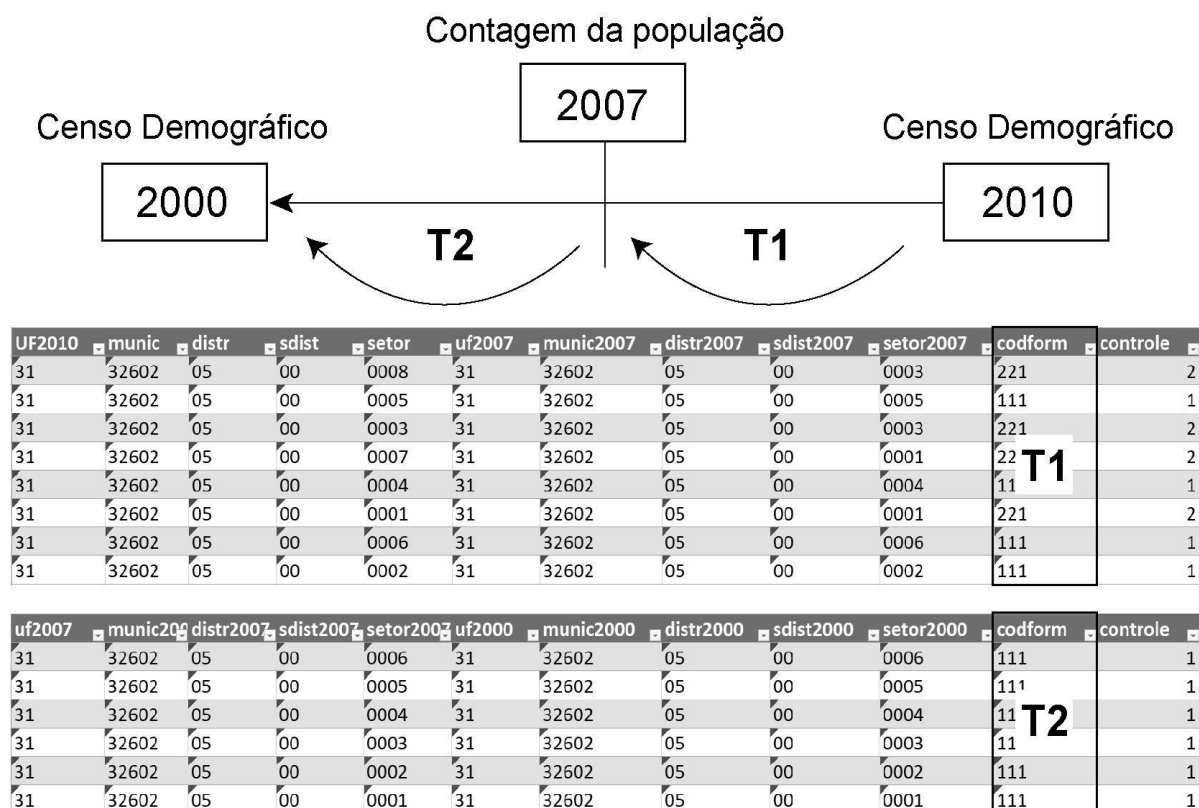 Contagem da população
2007
Censo Demográfico
Censo Demográfico
2000
2010
T2
T1
UF2010 munic distr sdist setor uf2007 munic2007 distr2007 sdist2007 setor2007 codform controle
31 32602 05 00 0008 31 32602 05 00 0003 221 2
31 32602 05 00 0005 31 32602 05 00 0005 111 1
31 32602 05 00 0003 31 32602 05 00 0003 221 2
31 32602 05 00 0007 31 32602 05 00 0001 22 2
T1
31 32602 05 00 0004 31 32602 05 00 0004 11 1
31 32602 05 00 0001 31 32602 05 00 0001 221 2
31 32602 05 00 0006 31 32602 05 00 0006 111 1
31 32602 05 00 0002 31 32602 05 00 0002 111 1
uf2007 munic200 distr2007 sdist2007 setor2007 uf2000 munic2000 distr2000 sdist2000 setor2000 codform controle
31 32602 05 00 0006 31 32602 05 00 0006 111 1
31 32602 05 00 0005 31 32602 05 00 0005 111 1
31 32602 05 00 0004 31 32602 05 00 0004 11 1
T2
31 32602 05 00 0003 31 32602 05 00 0003 11 1
31 32602 05 00 0002 31 32602 05 00 0002 111 1
31 32602 05 00 0001 31 32602 05 00 0001 111 1